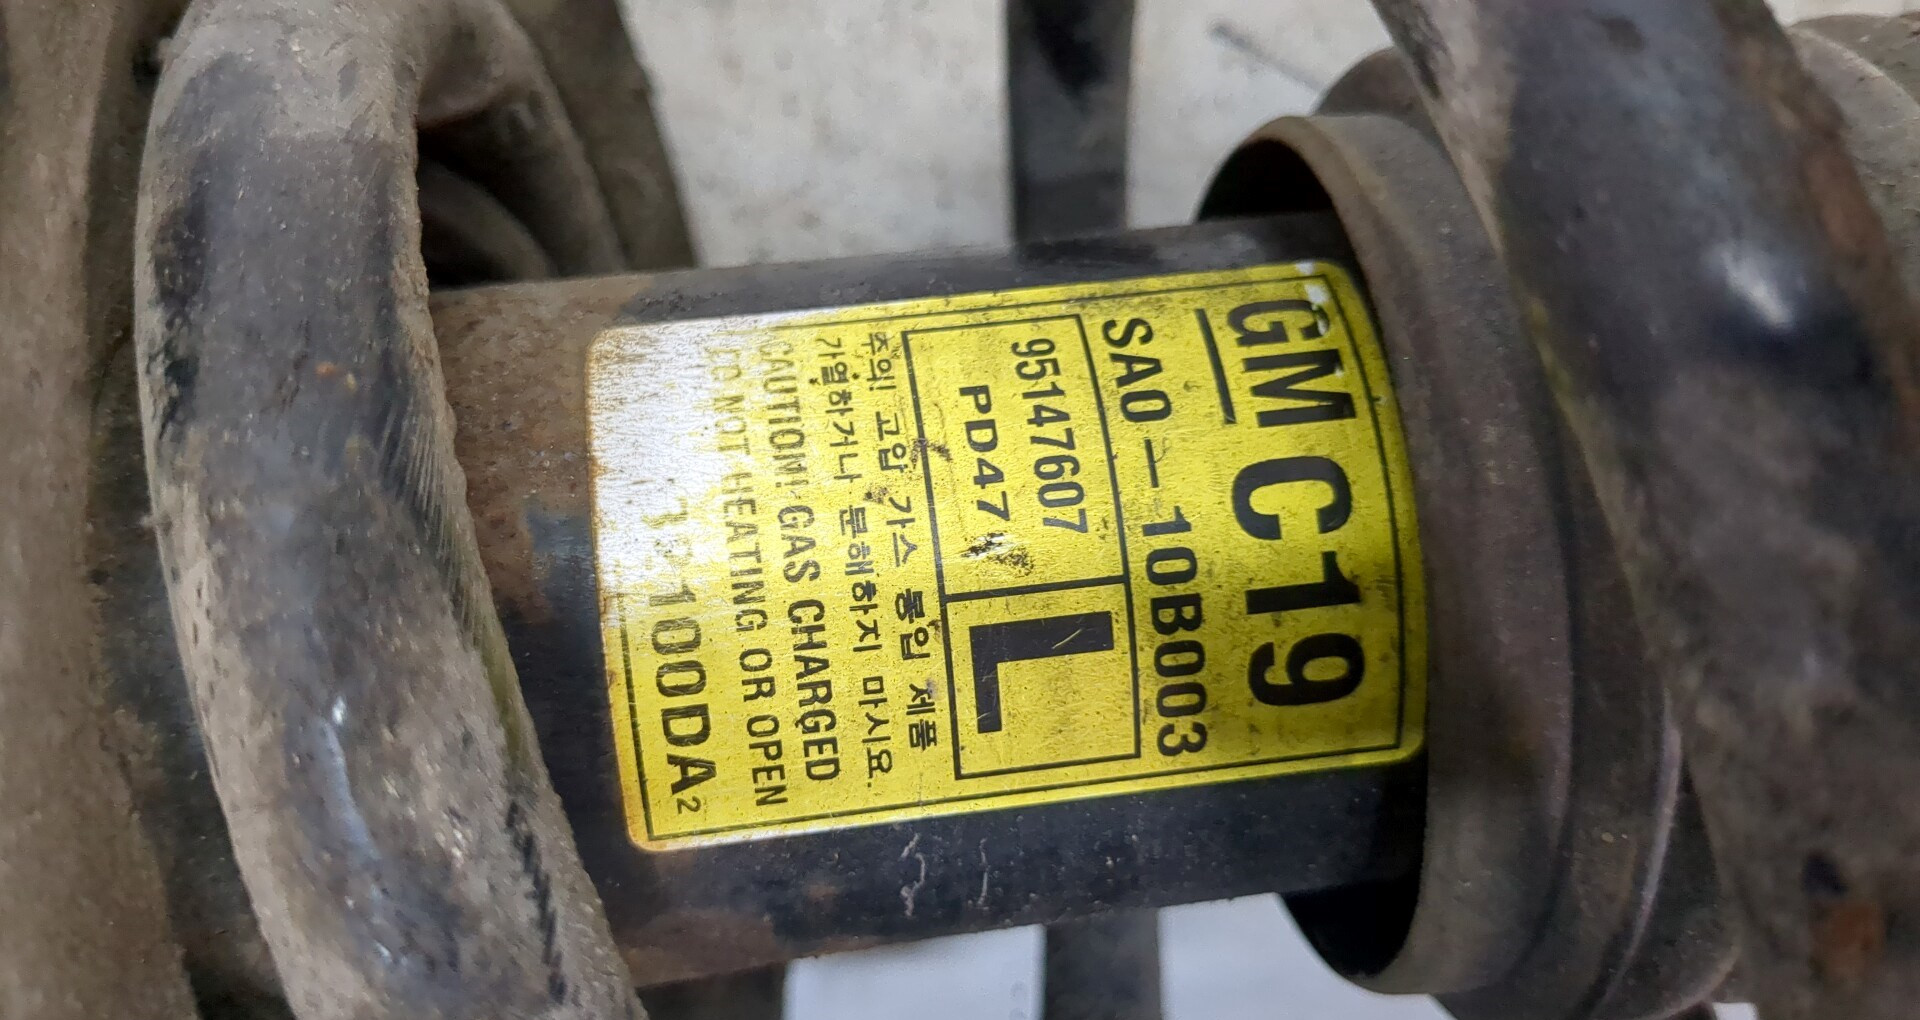 GM C19
SA0-10B003
95147607
PD47
L
주의! 고압 가스 봉입 제품
가열하거나 분해하지 마시요.
CAUTION! GAS CHARGED
DO NOT HEATING OR OPEN
100DA2